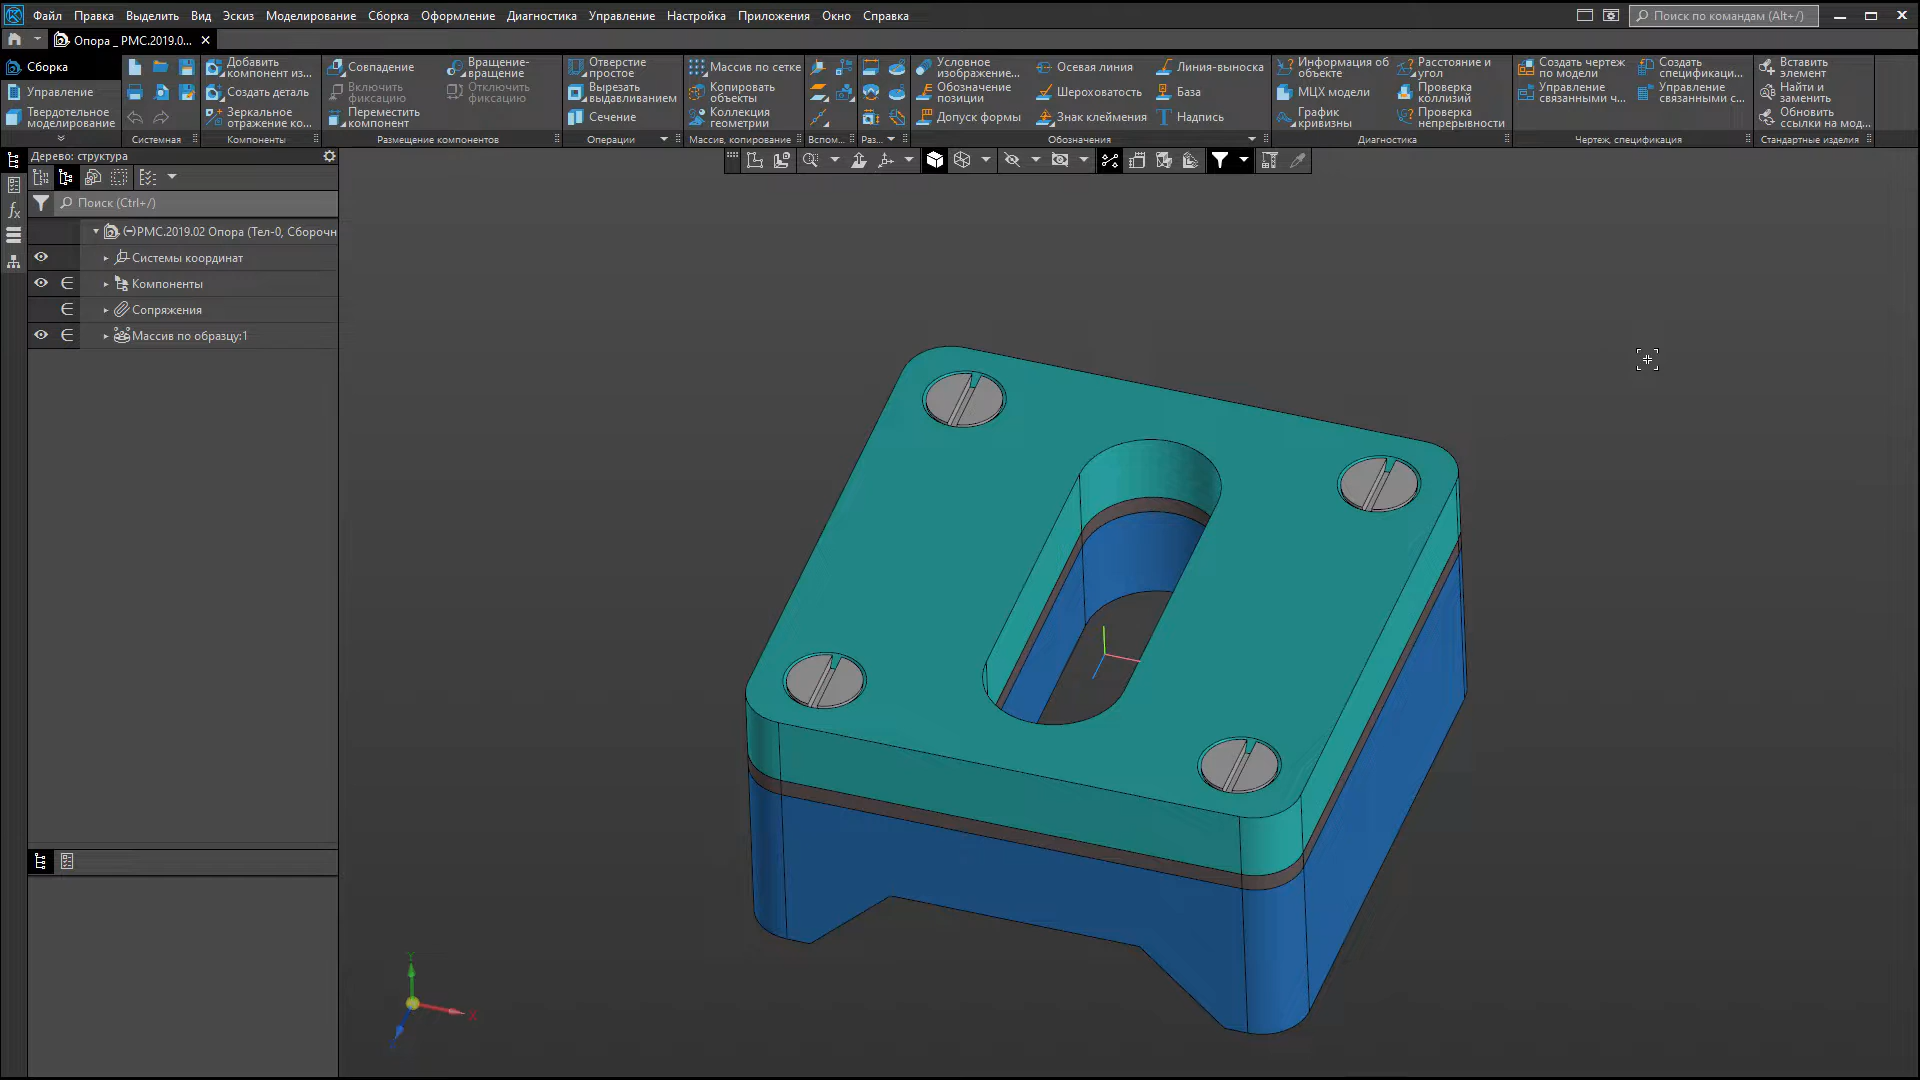 Файл Правка Выделить Вид Эскиз Моделирование Сборка Оформление Диагностика Управление Настройка Приложения Окно Справка
Поиск по командам (Alt+/)
Опора _ РМС.2019.0...
Сборка
Управление
Твердотельное моделирование
Системная
Добавить компонент из...
Создать деталь
Зеркальное отражение ко...
Компоненты
Совпадение
Включить фиксацию
Переместить компонент
Вращение-вращение
Отключить фиксацию
Размещение компонентов
Отверстие простое
Вырезать выдавливанием
Сечение
Операции
Массив по сетке
Копировать объекты
Коллекция геометрии
Массив, копирование
Вспом...
Раз...
Условное изображение...
Обозначение позиции
Допуск формы
Осевая линия
Шероховатость
Знак клеймения
Линия-выноска
База
Надпись
Обозначения
Информация об объекте
МЦХ модели
График кривизны
Расстояние и угол
Проверка коллизий
Проверка непрерывности
Диагностика
Создать чертеж по модели
Управление связанными ч...
Создать спецификаци...
Управление связанными с...
Чертеж, спецификация
Вставить элемент
Найти и заменить
Обновить ссылки на мод...
Стандартные изделия
Дерево: структура
Поиск (Ctrl+/)
(−)РМС.2019.02 Опора (Тел-0, Сборочн
Системы координат
Компоненты
Сопряжения
Массив по образцу:1
Y
X